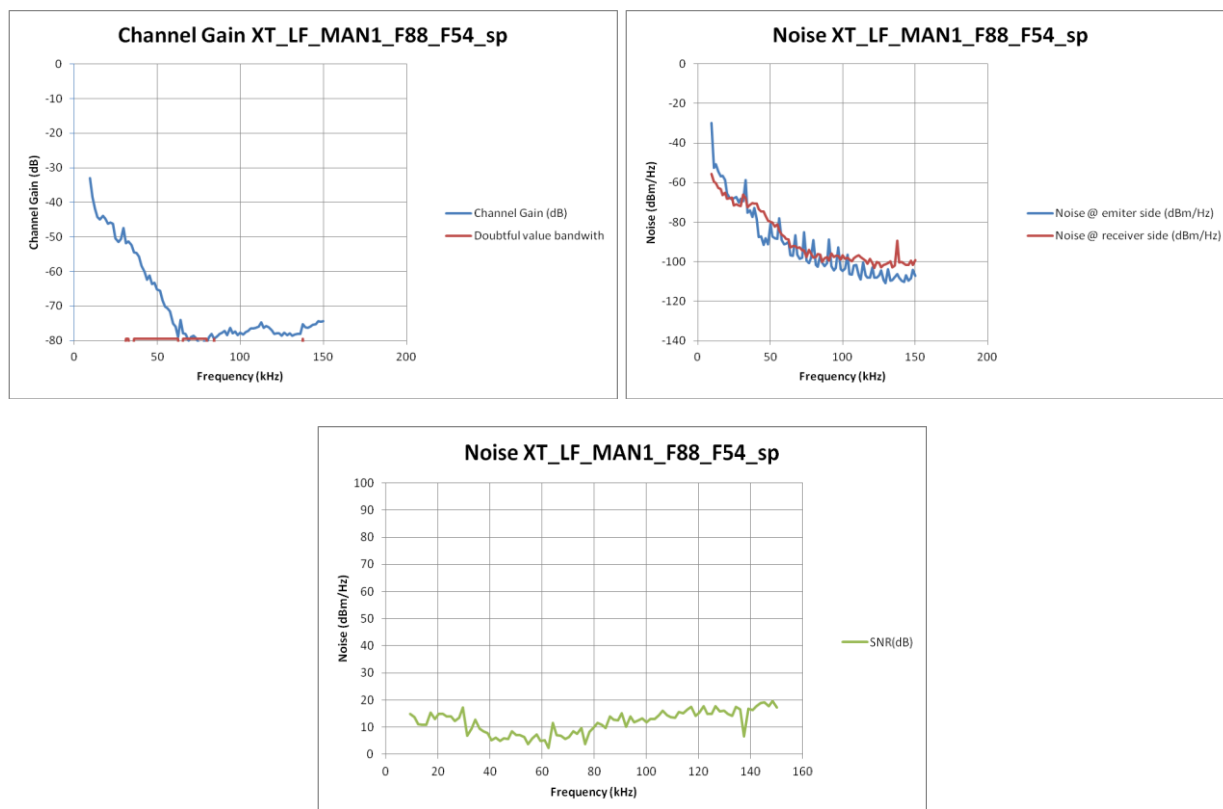 Channel Gain XT_LF_MAN1_F88_F54_sp
0
-10
-20
-30
-40
-50
-60
-70
-80
Channel Gain (dB)
0 50 100 150 200
Frequency (kHz)
Channel Gain (dB)
Doubtful value bandwith
Noise XT_LF_MAN1_F88_F54_sp
0
-20
-40
-60
-80
-100
-120
-140
Noise (dBm/Hz)
0 50 100 150 200
Frequency (kHz)
Noise @ emiter side (dBm/Hz)
Noise @ receiver side (dBm/Hz)
Noise XT_LF_MAN1_F88_F54_sp
100
90
80
70
60
50
40
30
20
10
0
Noise (dBm/Hz)
0 20 40 60 80 100 120 140 160
Frequency (kHz)
SNR(dB)